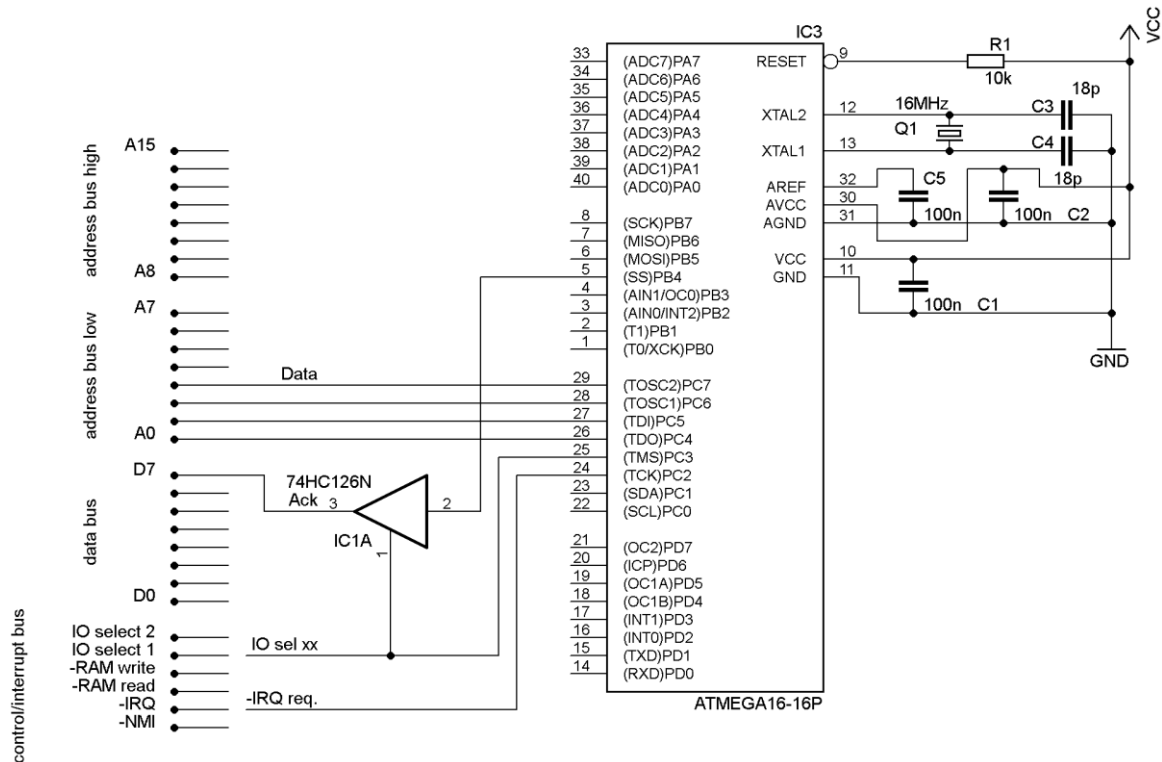 VCC
IC3
33 (ADC7)PA7
34 (ADC6)PA6
35 (ADC5)PA5
36 (ADC4)PA4
37 (ADC3)PA3
38 (ADC2)PA2
39 (ADC1)PA1
40 (ADC0)PA0
8 (SCK)PB7
7 (MISO)PB6
6 (MOSI)PB5
5 (SS)PB4
4 (AIN1/OC0)PB3
3 (AIN0/INT2)PB2
2 (T1)PB1
1 (T0/XCK)PB0
29 (TOSC2)PC7
28 (TOSC1)PC6
27 (TDI)PC5
26 (TDO)PC4
25 (TMS)PC3
24 (TCK)PC2
23 (SDA)PC1
22 (SCL)PC0
21 (OC2)PD7
20 (ICP)PD6
19 (OC1A)PD5
18 (OC1B)PD4
17 (INT1)PD3
16 (INT0)PD2
15 (TXD)PD1
14 (RXD)PD0
RESET 9
XTAL2 12
XTAL1 13
AREF 32
AVCC 30
AGND 31
VCC 10
GND 11
ATMEGA16-16P
R1
10k
16MHz
Q1
C3 18p
C4
18p
C5
100n
100n C2
100n C1
GND
address bus high
A15
A8
address bus low
A7
A0
Data
data bus
D7
D0
74HC126N
Ack 3
2
IC1A
1
control/interrupt bus
IO select 2
IO select 1
-RAM write
-RAM read
-IRQ
-NMI
IO sel xx
-IRQ req.